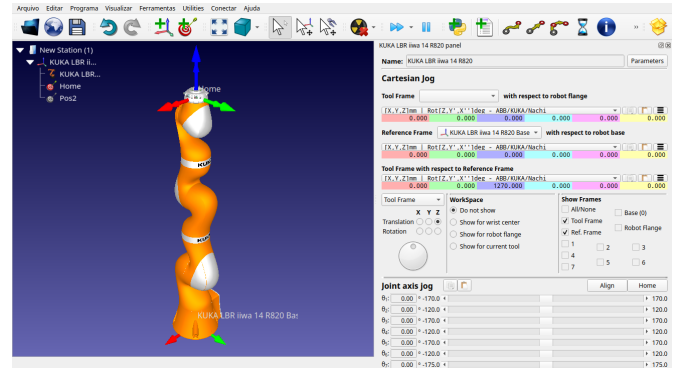 Arquivo Editar Programa Visualizar Ferramentas Utilities Conectar Ajuda
New Station (1)
KUKA LBR ii...
KUKA LBR...
Home
Pos2
Home
KUKA LBR iiwa 14 R820 Bas
KUKA LBR iiwa 14 R820 panel
Name: KUKA LBR iiwa 14 R820 Parameters
Cartesian Jog
Tool Frame with respect to robot flange
[X,Y,Z]mm | Rot[Z,Y',X'']deg - ABB/KUKA/Nachi
0.000 0.000 0.000 0.000 0.000 0.000
Reference Frame KUKA LBR iiwa 14 R820 Base with respect to robot base
[X,Y,Z]mm | Rot[Z,Y',X'']deg - ABB/KUKA/Nachi
0.000 0.000 0.000 0.000 0.000 0.000
Tool Frame with respect to Reference Frame
[X,Y,Z]mm | Rot[Z,Y',X'']deg - ABB/KUKA/Nachi
0.000 0.000 1270.000 0.000 0.000 0.000
Tool Frame
X Y Z
Translation
Rotation
WorkSpace
Do not show
Show for wrist center
Show for robot flange
Show for current tool
Show Frames
All/None Base (0)
Tool Frame Robot Flange
Ref. Frame
1 2 3
4 5 6
7
Joint axis jog Align Home
θ₁: 0.00 ° -170.0 170.0
θ₂: 0.00 ° -120.0 120.0
θ₃: 0.00 ° -170.0 170.0
θ₄: 0.00 ° -120.0 120.0
θ₅: 0.00 ° -170.0 170.0
θ₆: 0.00 ° -120.0 120.0
θ₇: 0.00 ° -175.0 175.0